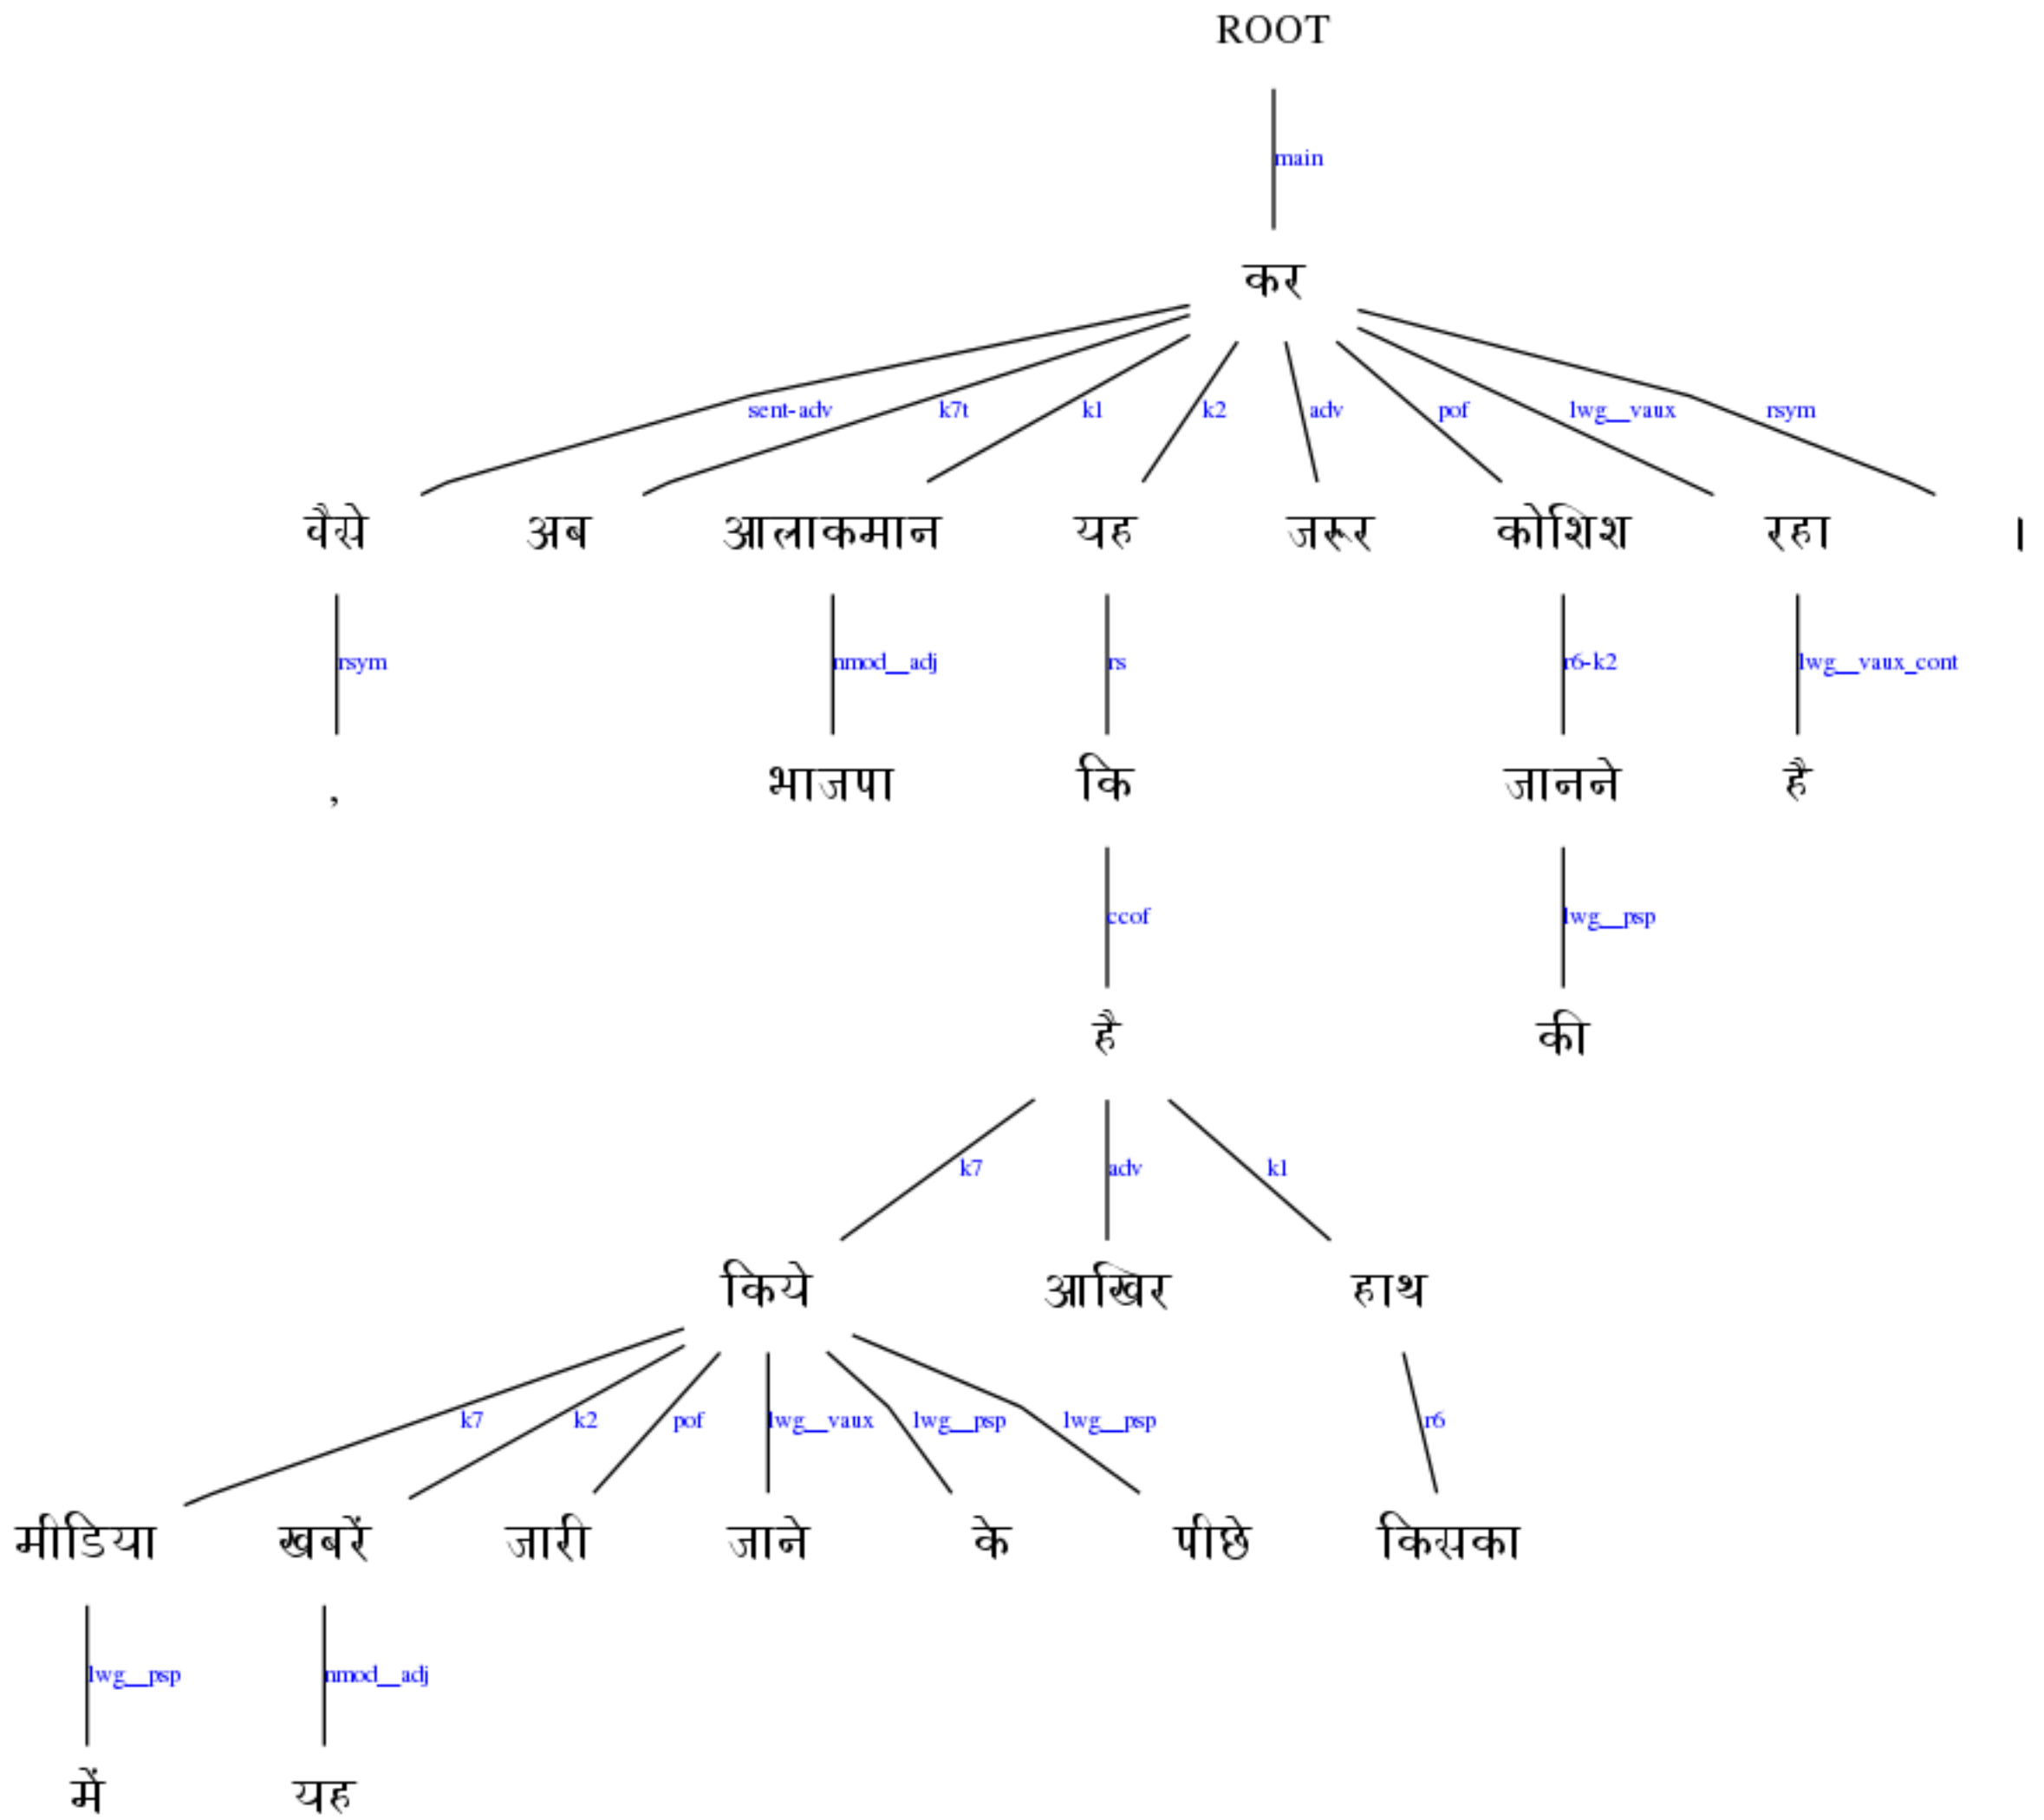 ROOT
main
कर
sent-adv k7t k1 k2 adv pof lwg__vaux rsym
वैसे अब आलाकमान यह जरूर कोशिश रहा ।
rsym nmod__adj rs r6-k2 lwg__vaux_cont
, भाजपा कि जानने है
ccof lwg__psp
है की
k7 adv k1
किये आखिर हाथ
k7 k2 pof lwg__vaux lwg__psp lwg__psp r6
मीडिया खबरें जारी जाने के पीछे किसका
lwg__psp nmod__adj
में यह